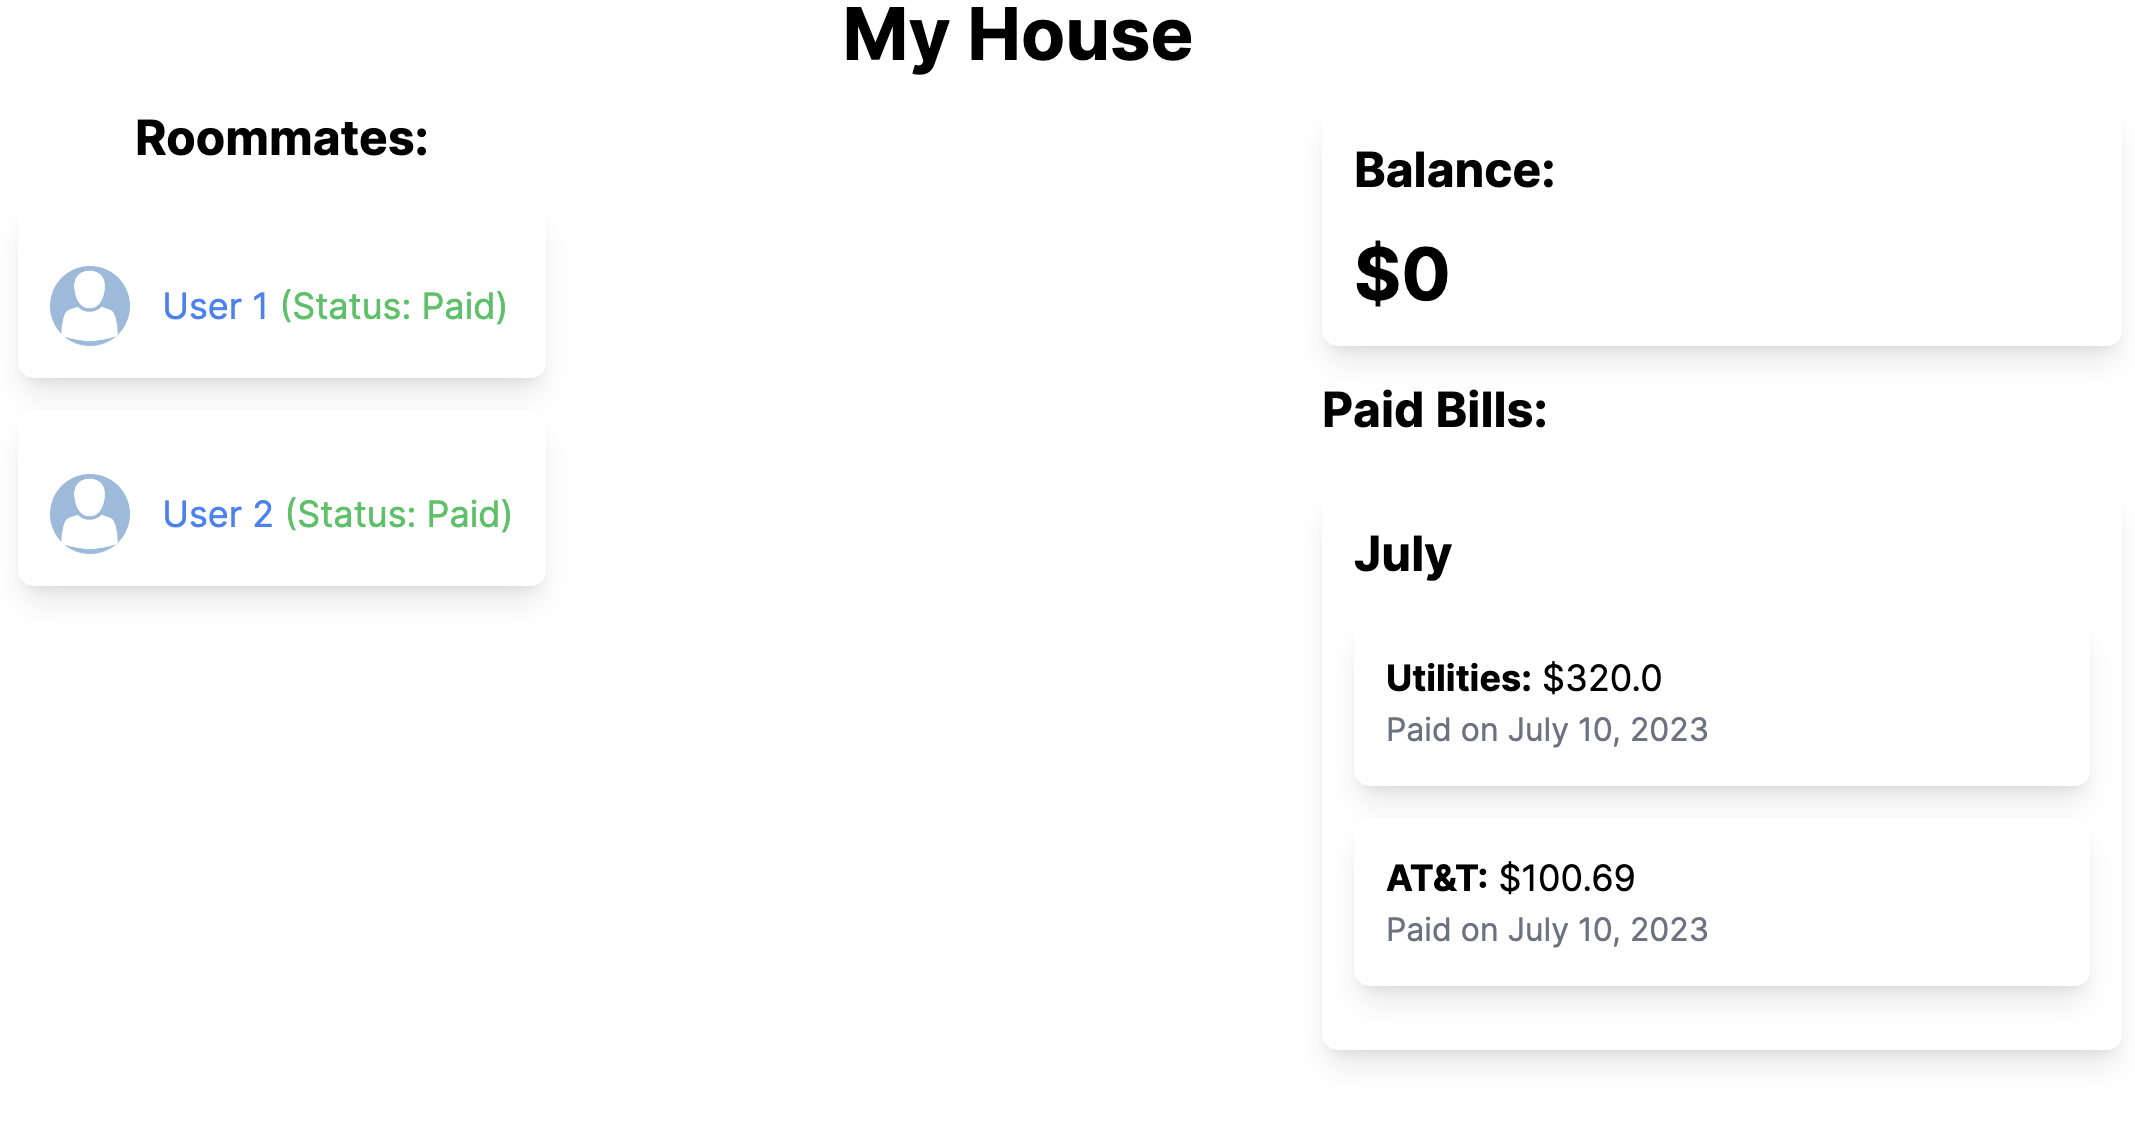 My House
Roommates:
User 1 (Status: Paid)
User 2 (Status: Paid)
Balance:
$0
Paid Bills:
July
Utilities: $320.0
Paid on July 10, 2023
AT&T: $100.69
Paid on July 10, 2023